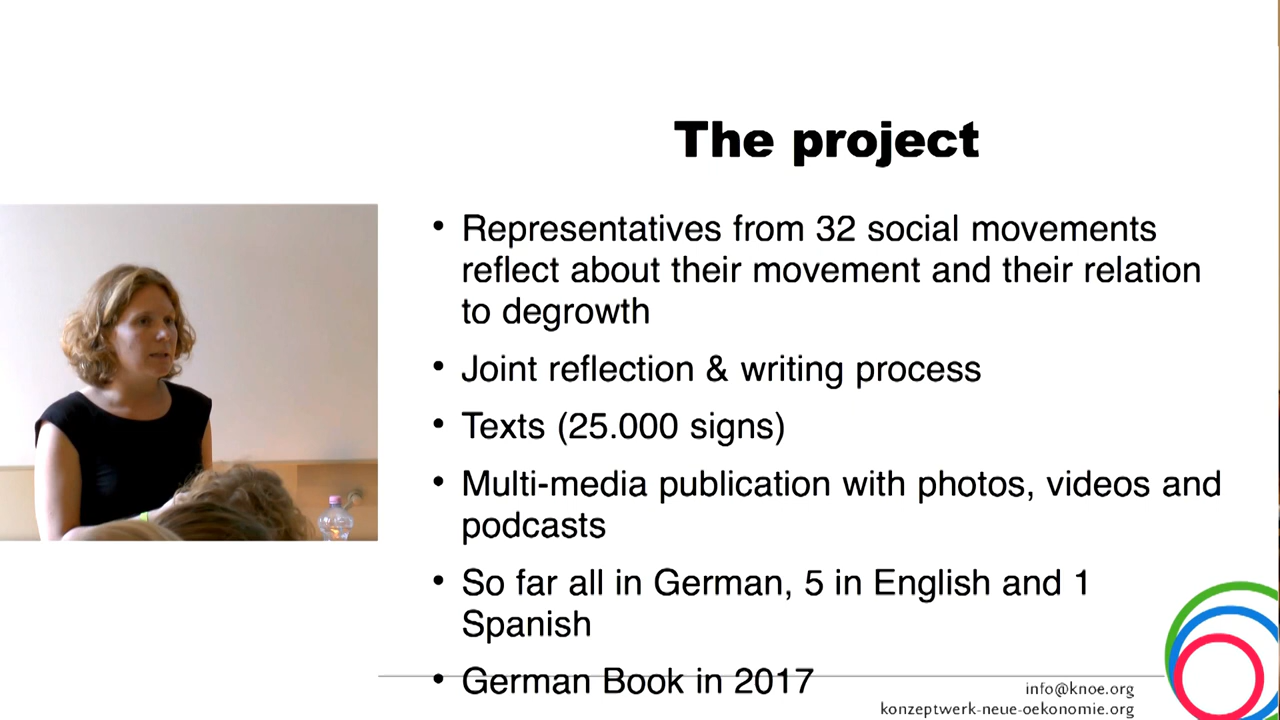 The project
• Representatives from 32 social movements
reflect about their movement and their relation
to degrowth
• Joint reflection & writing process
• Texts (25.000 signs)
• Multi-media publication with photos, videos and
podcasts
• So far all in German, 5 in English and 1
Spanish
• German Book in 2017
info@knoe.org
konzeptwerk-neue-oekonomie.org